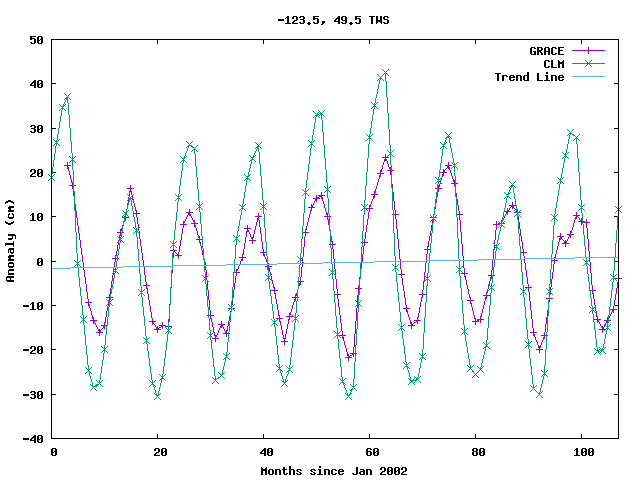 -123.5, 49.5 TWS
GRACE
CLM
Trend Line
Anomaly (cm)
50
40
30
20
10
0
-10
-20
-30
-40
0 20 40 60 80 100
Months since Jan 2002